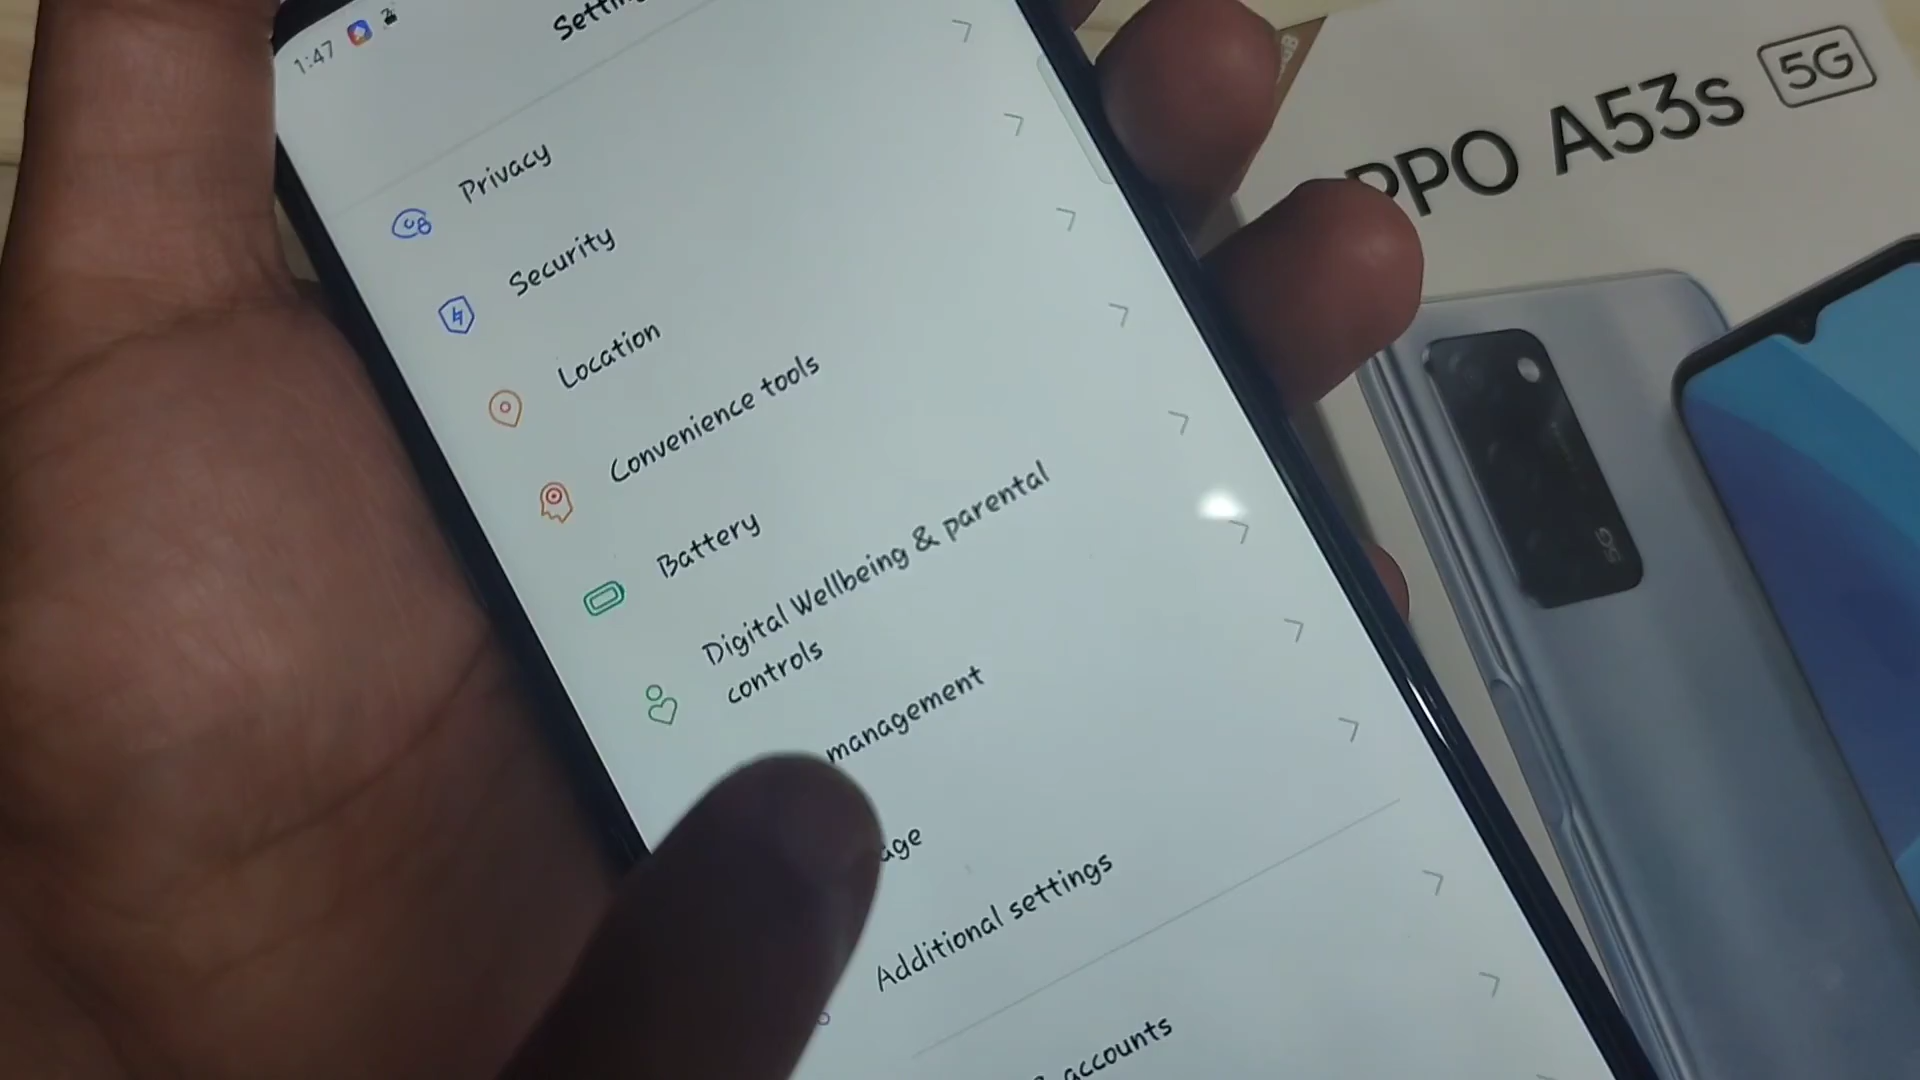 1:47
Privacy
Security
Location
Convenience tools
Battery
Digital Wellbeing & parental
controls
management
Additional settings
accounts
PPO A53s 5G
5G